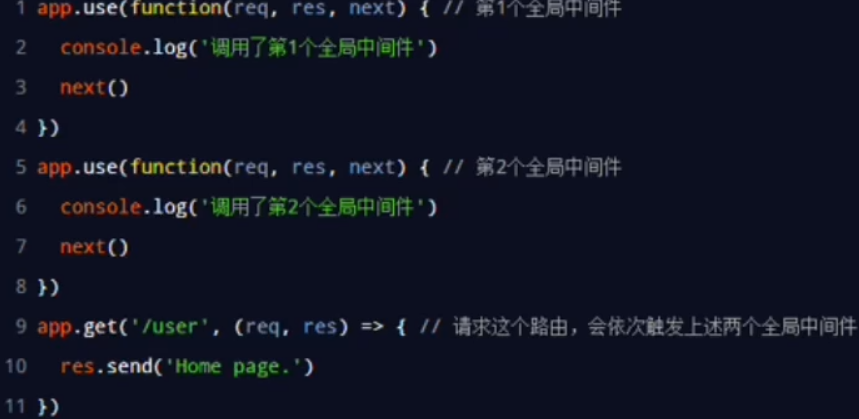 1 app.use(function(req, res, next) { // 第1个全局中间件
2 console.log('调用了第1个全局中间件')
3 next()
4 })
5 app.use(function(req, res, next) { // 第2个全局中间件
6 console.log('调用了第2个全局中间件')
7 next()
8 })
9 app.get('/user', (req, res) => { // 请求这个路由，会依次触发上述两个全局中间件
10 res.send('Home page.')
11 })